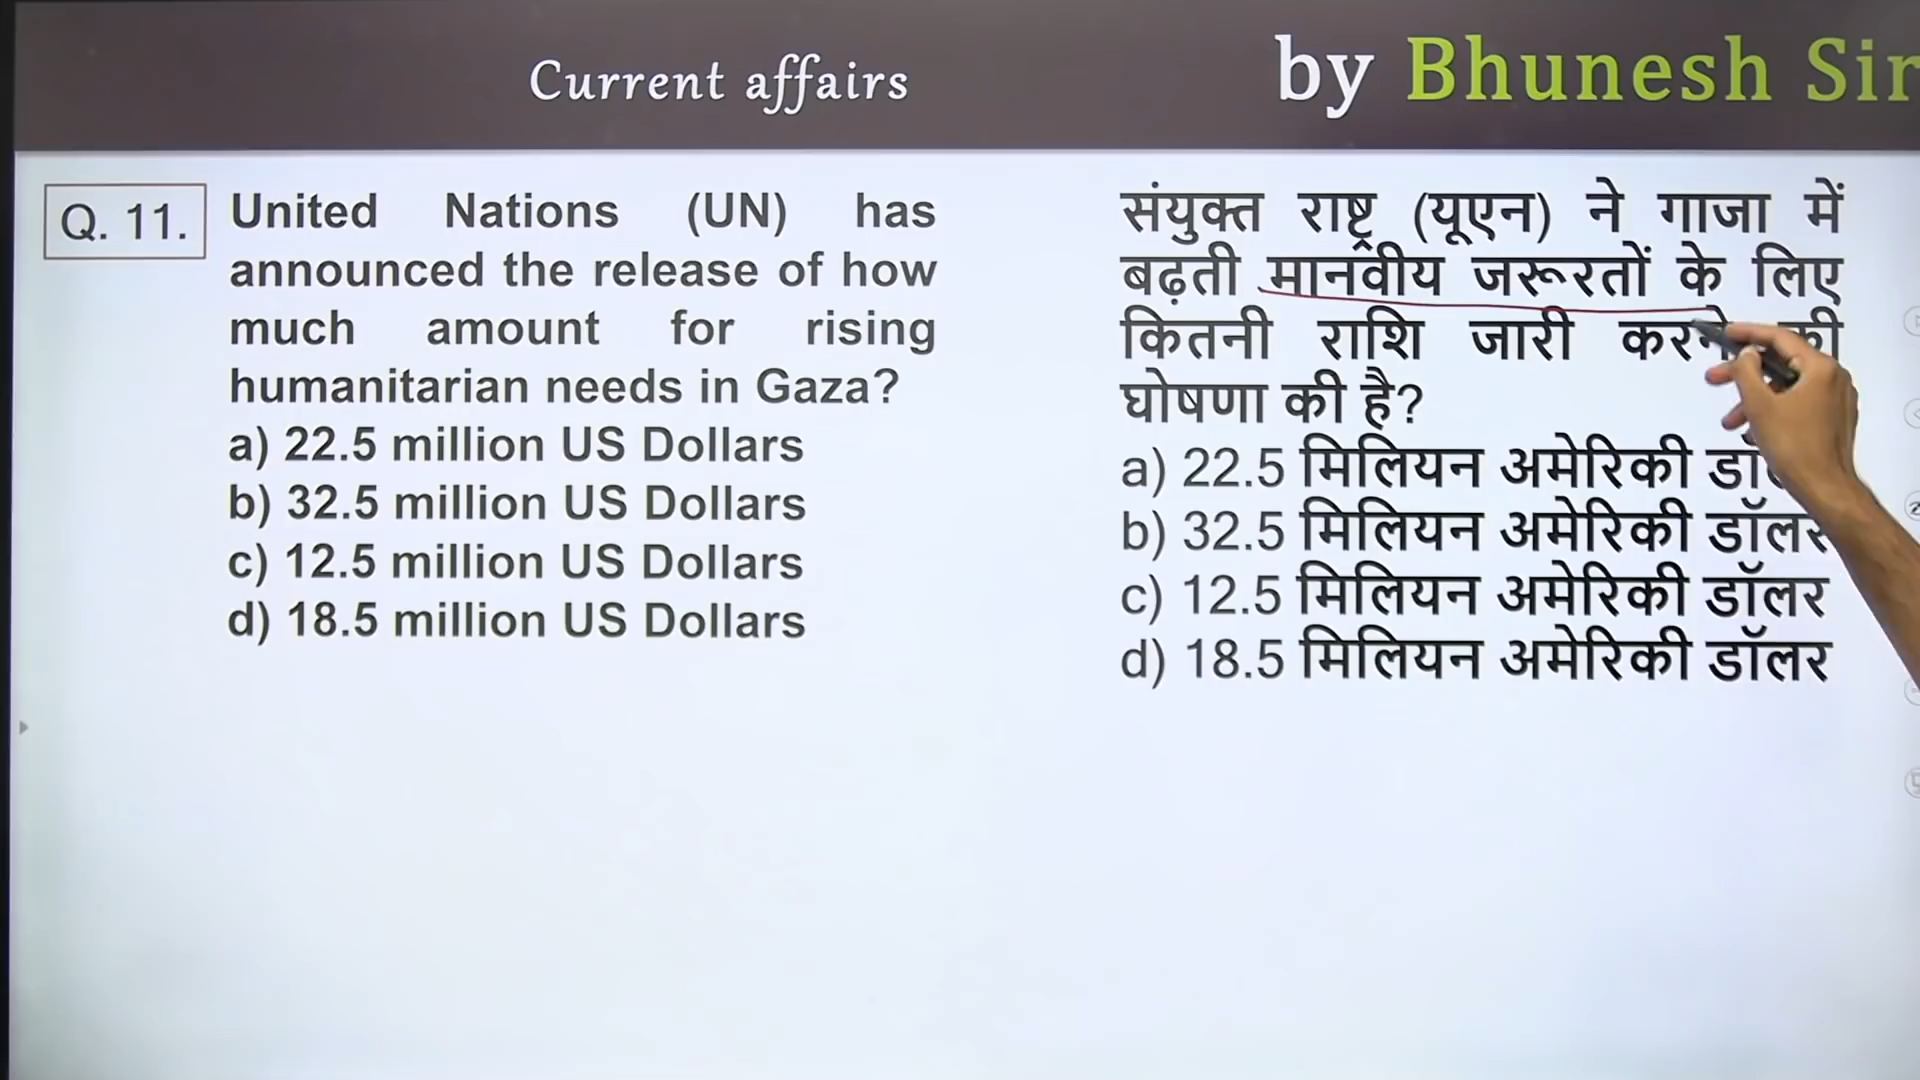 Current affairs
by Bhunesh Sir
Q. 11.
United Nations (UN) has
announced the release of how
much amount for rising
humanitarian needs in Gaza?
a) 22.5 million US Dollars
b) 32.5 million US Dollars
c) 12.5 million US Dollars
d) 18.5 million US Dollars
संयुक्त राष्ट्र (यूएन) ने गाजा में
बढ़ती मानवीय जरूरतों के लिए
कितनी राशि जारी करने की
घोषणा की है?
a) 22.5 मिलियन अमेरिकी
b) 32.5 मिलियन अमेरिकी डॉलर
c) 12.5 मिलियन अमेरिकी डॉलर
d) 18.5 मिलियन अमेरिकी डॉलर